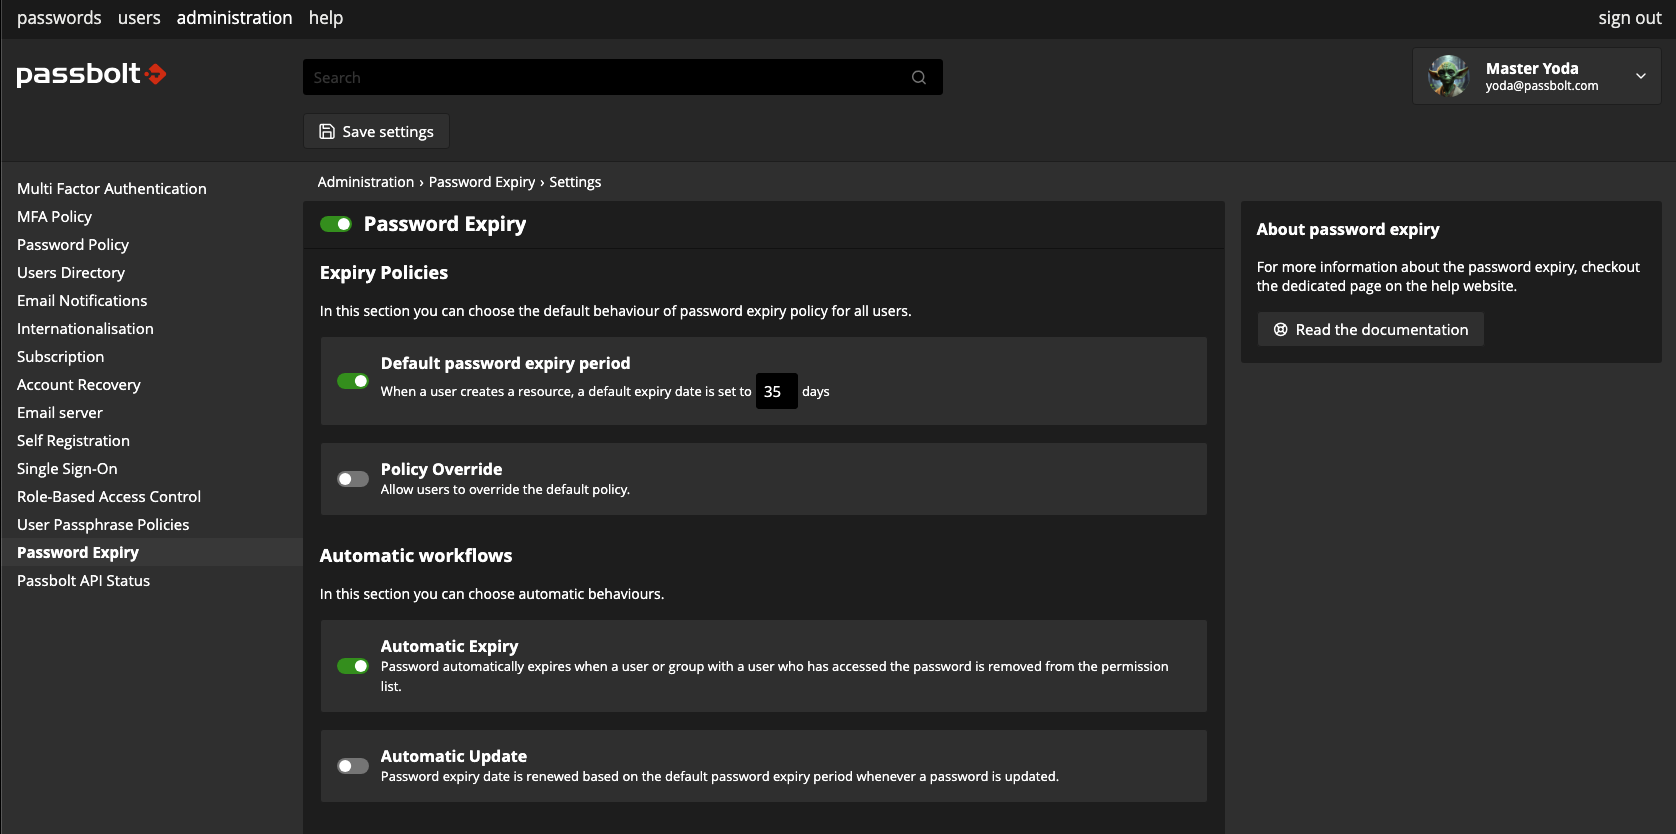 passwords users administration help sign out
passbolt
Search
Master Yoda
yoda@passbolt.com
Save settings
Multi Factor Authentication
MFA Policy
Password Policy
Users Directory
Email Notifications
Internationalisation
Subscription
Account Recovery
Email server
Self Registration
Single Sign-On
Role-Based Access Control
User Passphrase Policies
Password Expiry
Passbolt API Status
Administration › Password Expiry › Settings
Password Expiry
Expiry Policies
In this section you can choose the default behaviour of password expiry policy for all users.
Default password expiry period
When a user creates a resource, a default expiry date is set to 35 days
Policy Override
Allow users to override the default policy.
Automatic workflows
In this section you can choose automatic behaviours.
Automatic Expiry
Password automatically expires when a user or group with a user who has accessed the password is removed from the permission
list.
Automatic Update
Password expiry date is renewed based on the default password expiry period whenever a password is updated.
About password expiry
For more information about the password expiry, checkout
the dedicated page on the help website.
Read the documentation